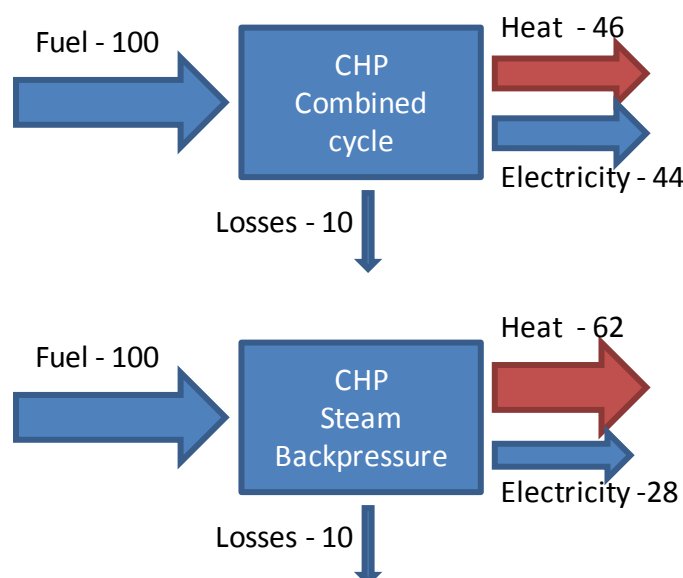 Fuel - 100
CHP
Combined
cycle
Heat - 46
Electricity - 44
Losses - 10
Fuel - 100
CHP
Steam
Backpressure
Heat - 62
Electricity -28
Losses - 10